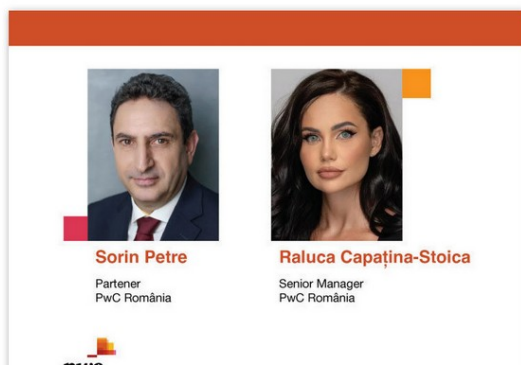 Sorin Petre
Partener
PwC România
Raluca Capațina-Stoica
Senior Manager
PwC România